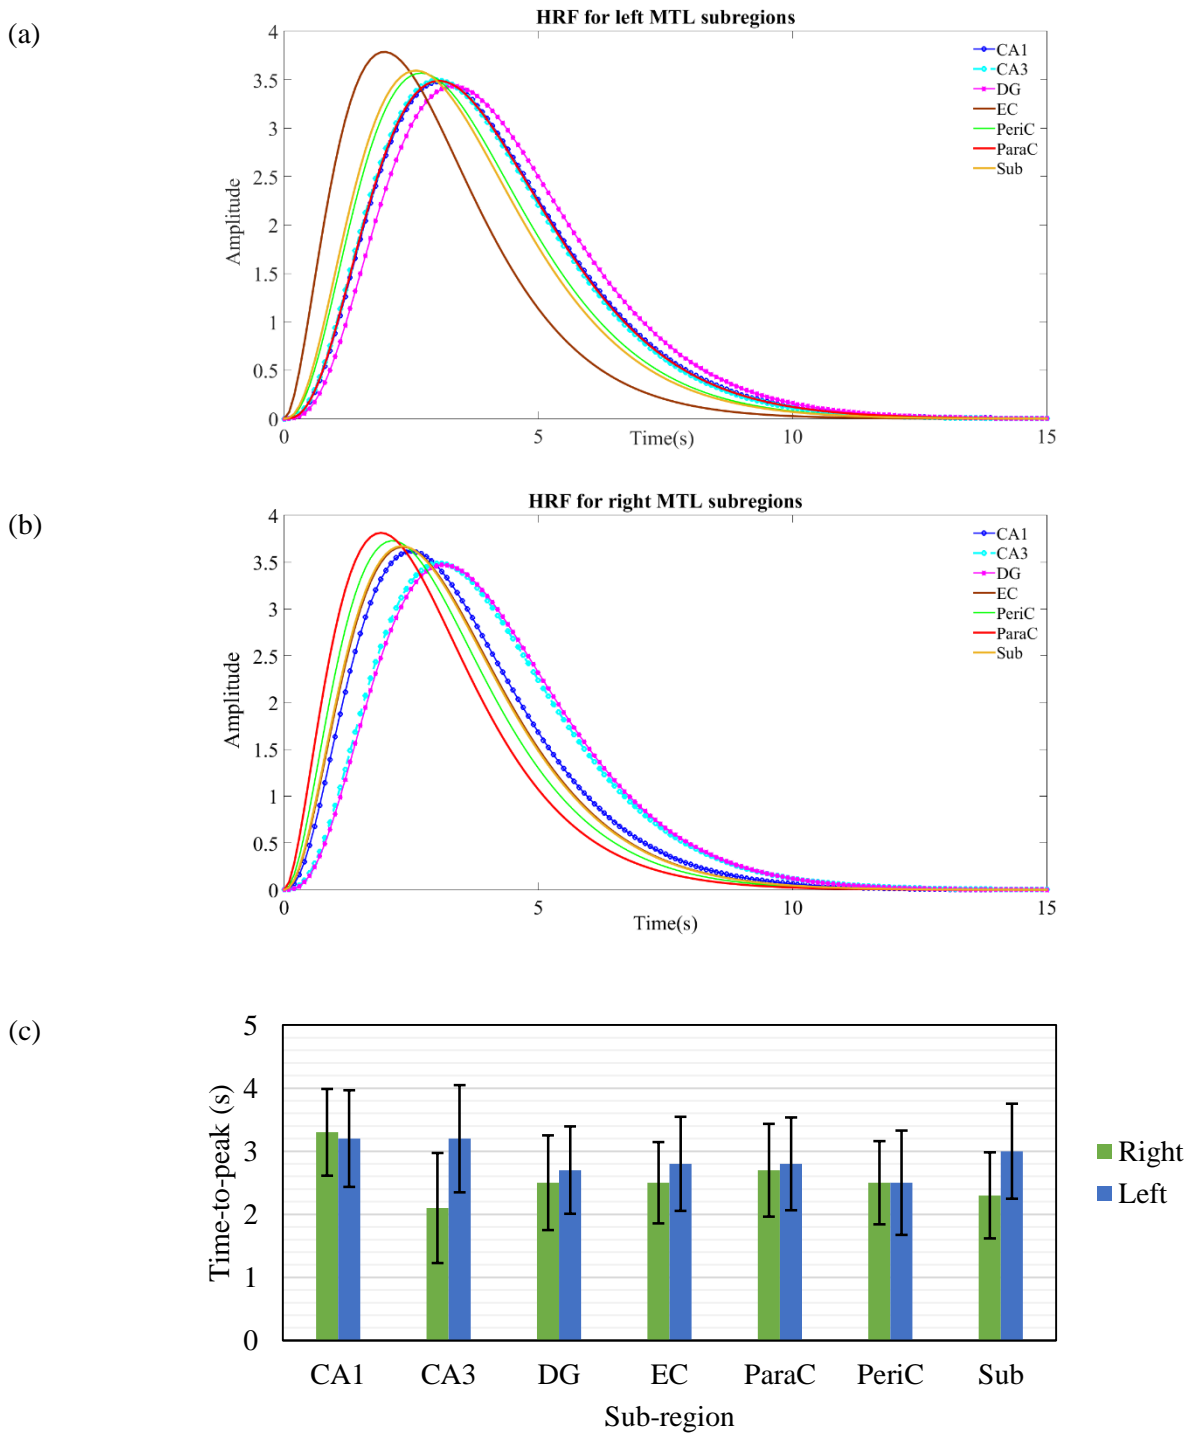 (a)
HRF for left MTL subregions
4
3.5
3
2.5
2
1.5
1
0.5
0
Amplitude
CA1
CA3
DG
EC
PeriC
ParaC
Sub
0 5 10 15
Time(s)
(b)
HRF for right MTL subregions
4
3.5
3
2.5
2
1.5
1
0.5
0
Amplitude
CA1
CA3
DG
EC
PeriC
ParaC
Sub
0 5 10 15
Time(s)
(c)
5
4
3
2
1
0
Time-to-peak (s)
Right
Left
CA1 CA3 DG EC ParaC PeriC Sub
Sub-region